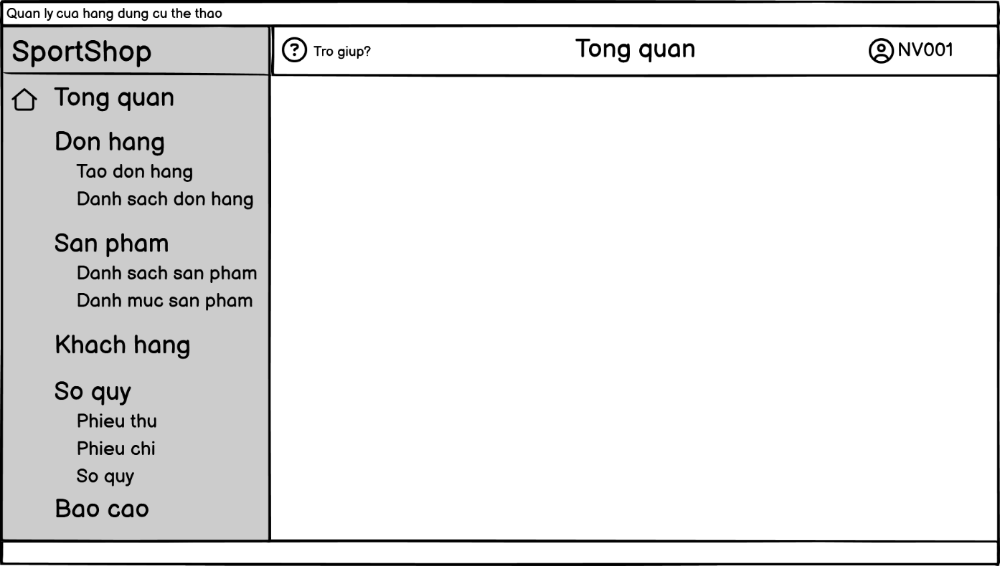 Quan ly cua hang dung cu the thao
SportShop
? Tro giup?
Tong quan
NV001
Tong quan
Don hang
Tao don hang
Danh sach don hang
San pham
Danh sach san pham
Danh muc san pham
Khach hang
So quy
Phieu thu
Phieu chi
So quy
Bao cao